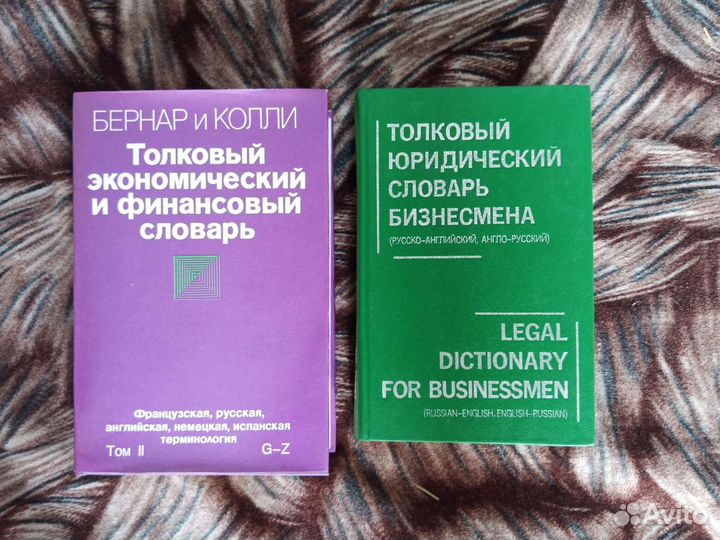 БЕРНАР и КОЛЛИ
Толковый
экономический
и финансовый
словарь
Французская, русская,
английская, немецкая, испанская
терминология
Том II
G–Z
ТОЛКОВЫЙ
ЮРИДИЧЕСКИЙ
СЛОВАРЬ
БИЗНЕСМЕНА
(РУССКО-АНГЛИЙСКИЙ, АНГЛО-РУССКИЙ)
LEGAL
DICTIONARY
FOR BUSINESSMEN
(RUSSIAN-ENGLISH, ENGLISH-RUSSIAN)
Avito